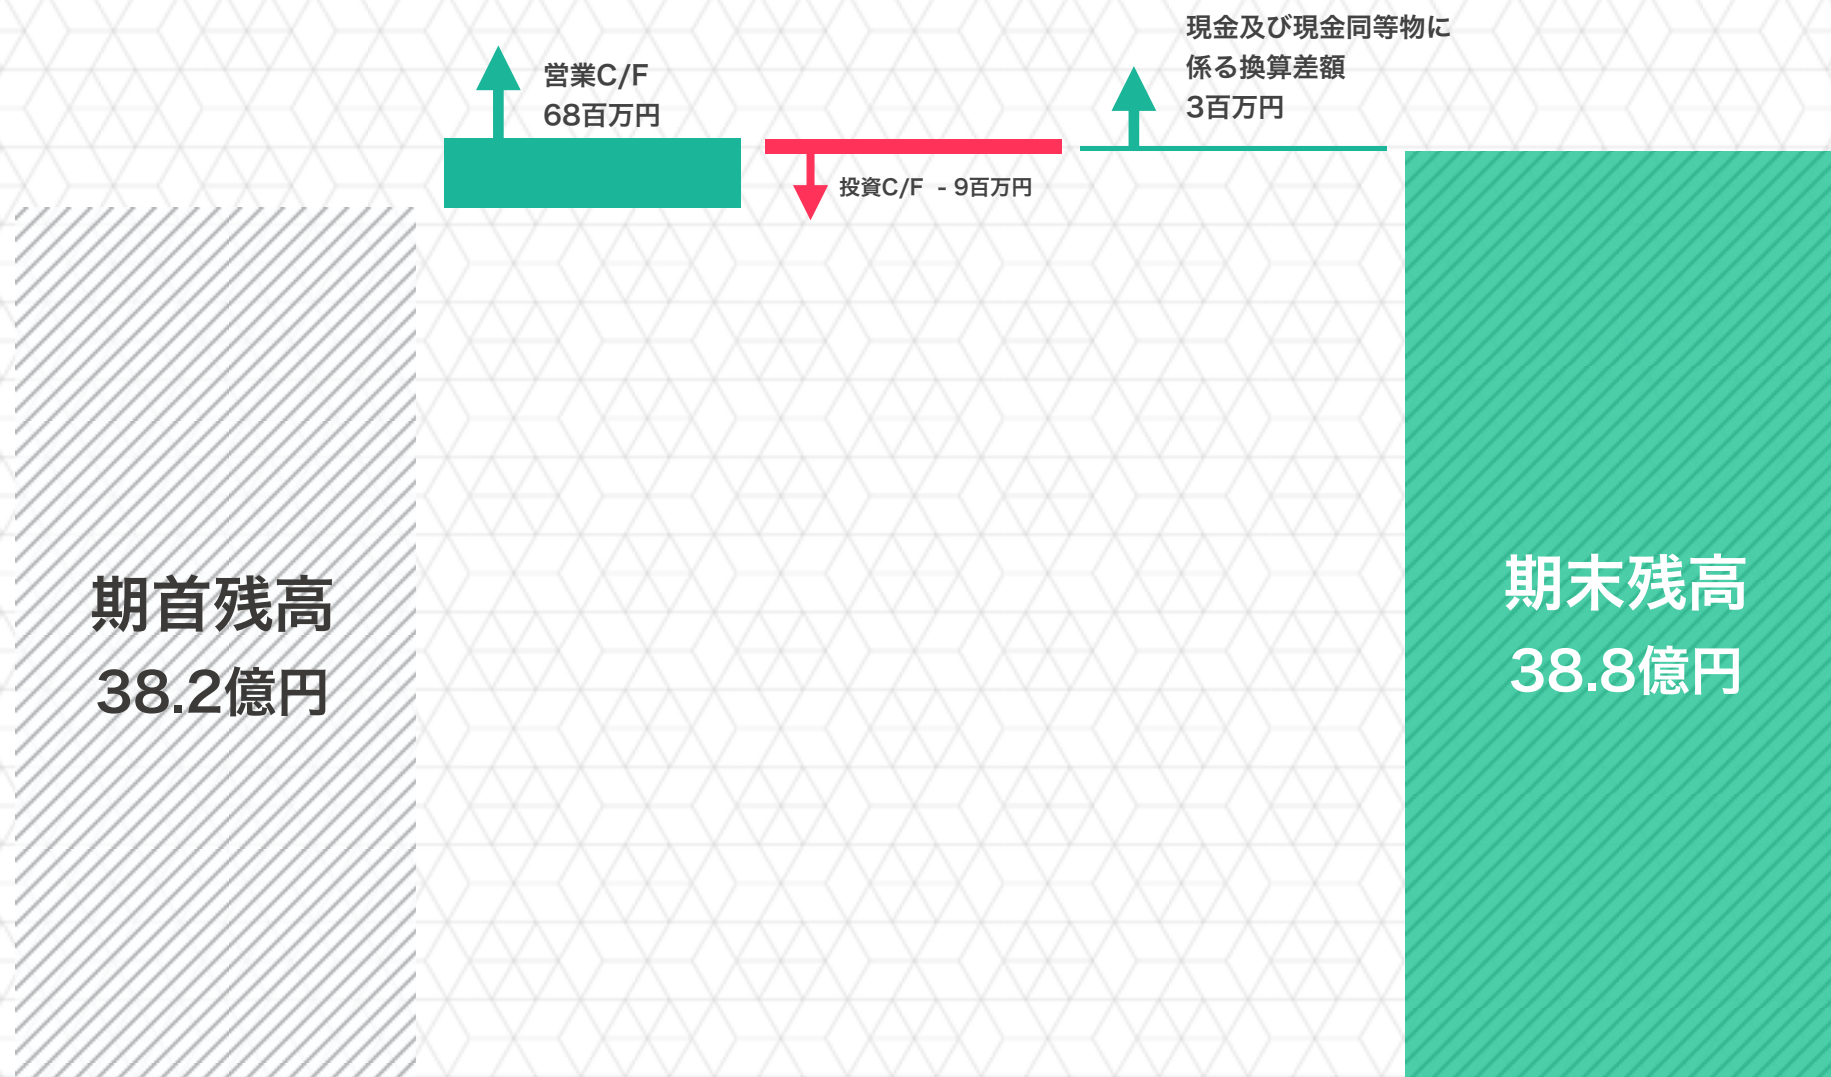 営業C/F
68百万円
投資C/F - 9百万円
現金及び現金同等物に
係る換算差額
3百万円
期首残高
38.2億円
期末残高
38.8億円